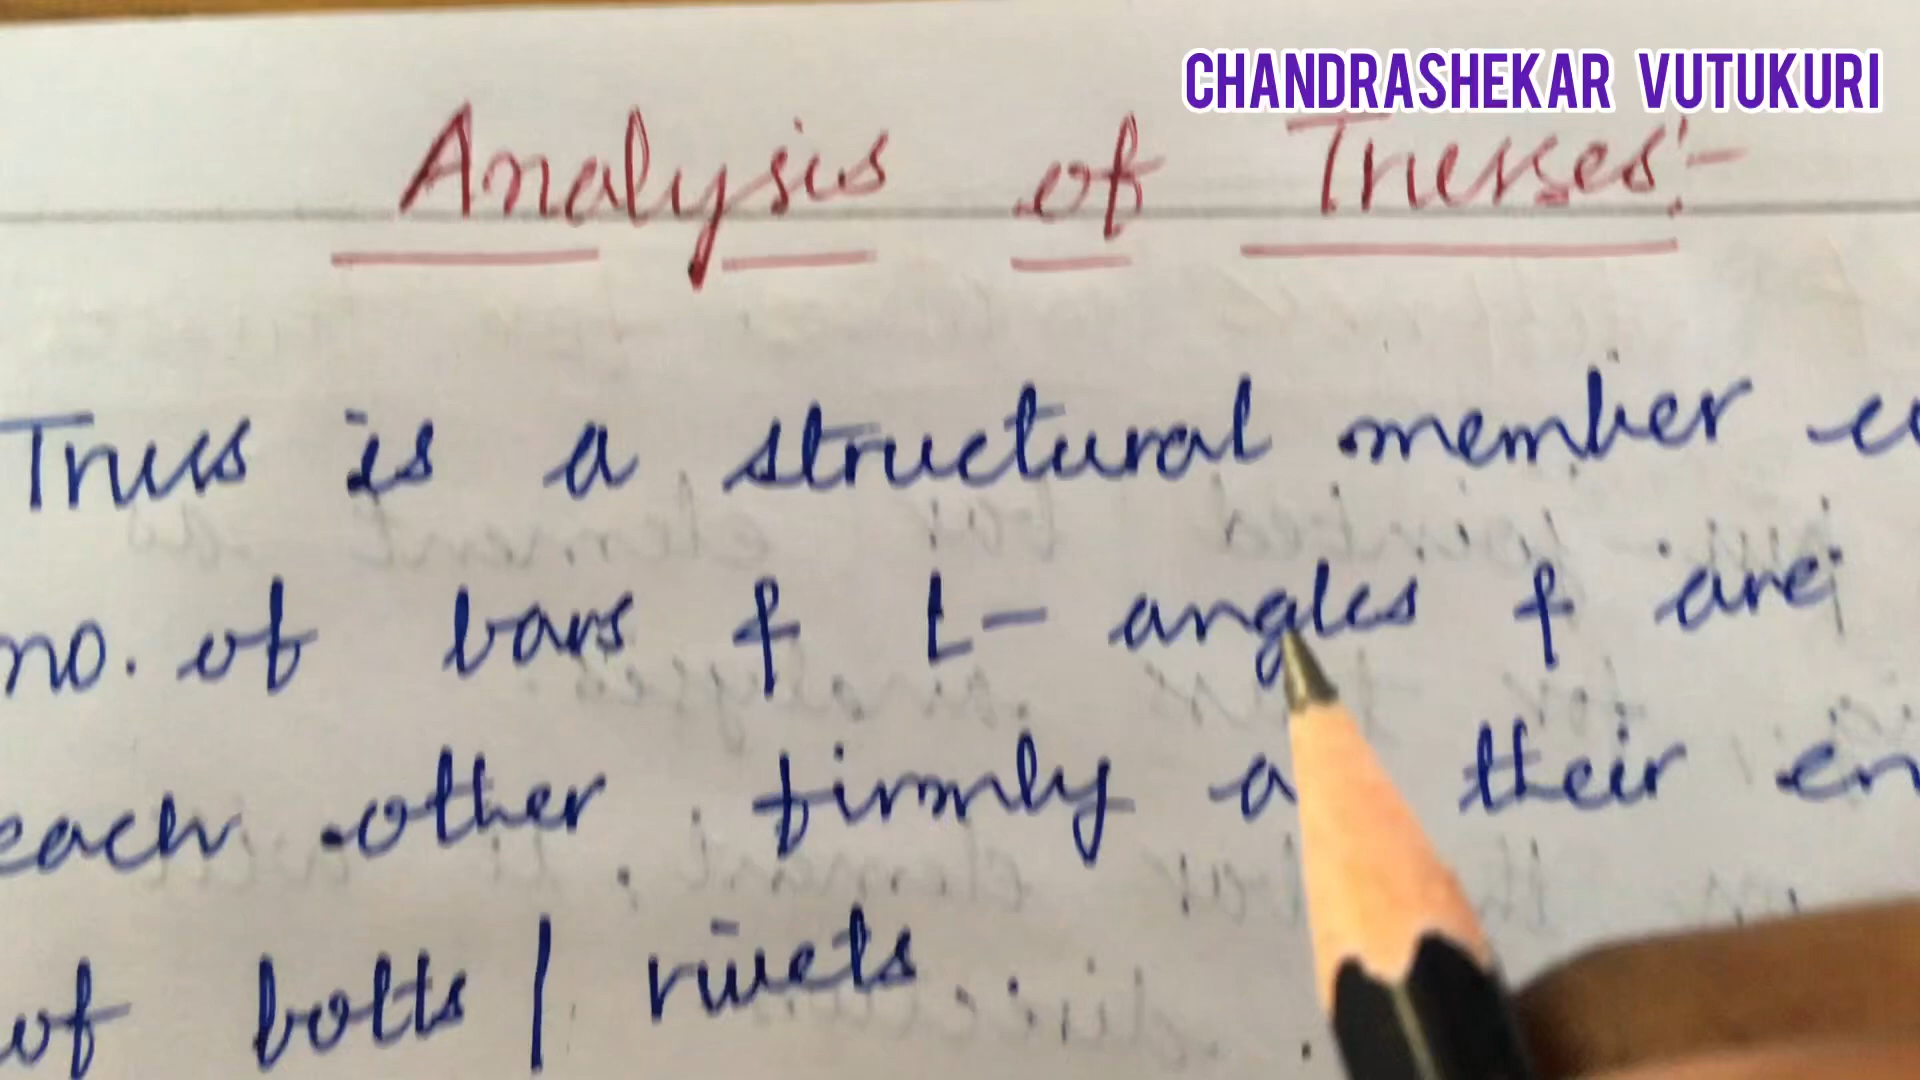 CHANDRASHEKAR VUTUKURI
Analysis of Trusses:-
Truss is a structural member
no. of bars & L- angles & are
each other firmly a their en
of bolts / rivets